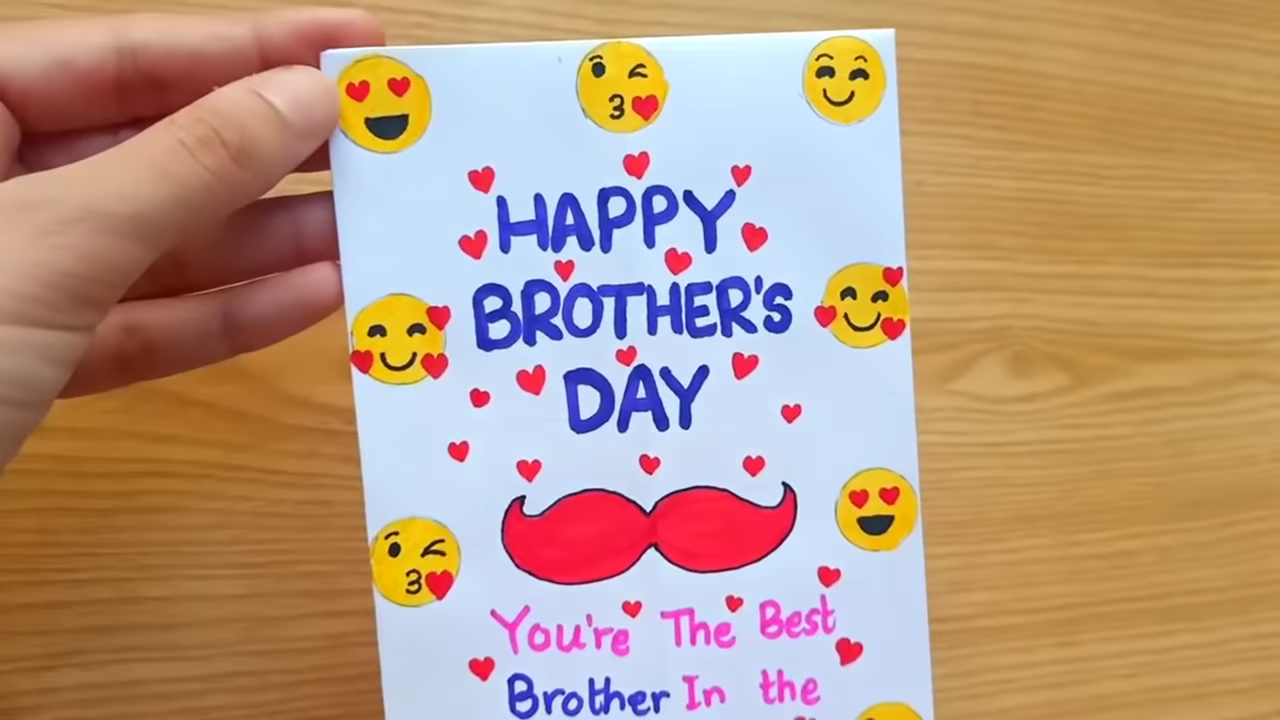 HAPPY
BROTHER'S
DAY
You're The Best
Brother In the